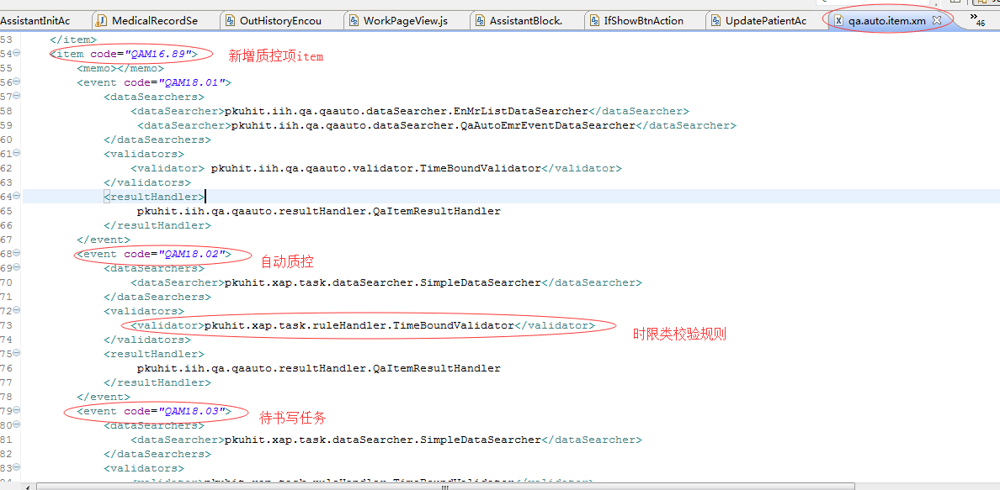 AssistantInitAc MedicalRecordSe OutHistoryEncou WorkPageView.js AssistantBlock. IfShowBtnAction UpdatePatientAc qa.auto.item.xm 46
53 </item>
54 <item code="QAM16.89"> 新增质控项item
55 <memo></memo>
56 <event code="QAM18.01">
57 <dataSearchers>
58 <dataSearcher>pkuhit.iih.qa.qaauto.dataSearcher.EnMrListDataSearcher</dataSearcher>
59 <dataSearcher>pkuhit.iih.qa.qaauto.dataSearcher.QaAutoEmrEventDataSearcher</dataSearcher>
60 </dataSearchers>
61 <validators>
62 <validator> pkuhit.iih.qa.qaauto.validator.TimeBoundValidator</validator>
63 </validators>
64 <resultHandler>
65 pkuhit.iih.qa.qaauto.resultHandler.QaItemResultHandler
66 </resultHandler>
67 </event>
68 <event code="QAM18.02"> 自动质控
69 <dataSearchers>
70 <dataSearcher>pkuhit.xap.task.dataSearcher.SimpleDataSearcher</dataSearcher>
71 </dataSearchers>
72 <validators>
73 <validator>pkuhit.xap.task.ruleHandler.TimeBoundValidator</validator> 时限类校验规则
74 </validators>
75 <resultHandler>
76 pkuhit.iih.qa.qaauto.resultHandler.QaItemResultHandler
77 </resultHandler>
78 </event>
79 <event code="QAM18.03"> 待书写任务
80 <dataSearchers>
81 <dataSearcher>pkuhit.xap.task.dataSearcher.SimpleDataSearcher</dataSearcher>
82 </dataSearchers>
83 <validators>
84 <validator>pkuhit.xap.task.ruleHandler.TimeBoundValidator</validator>